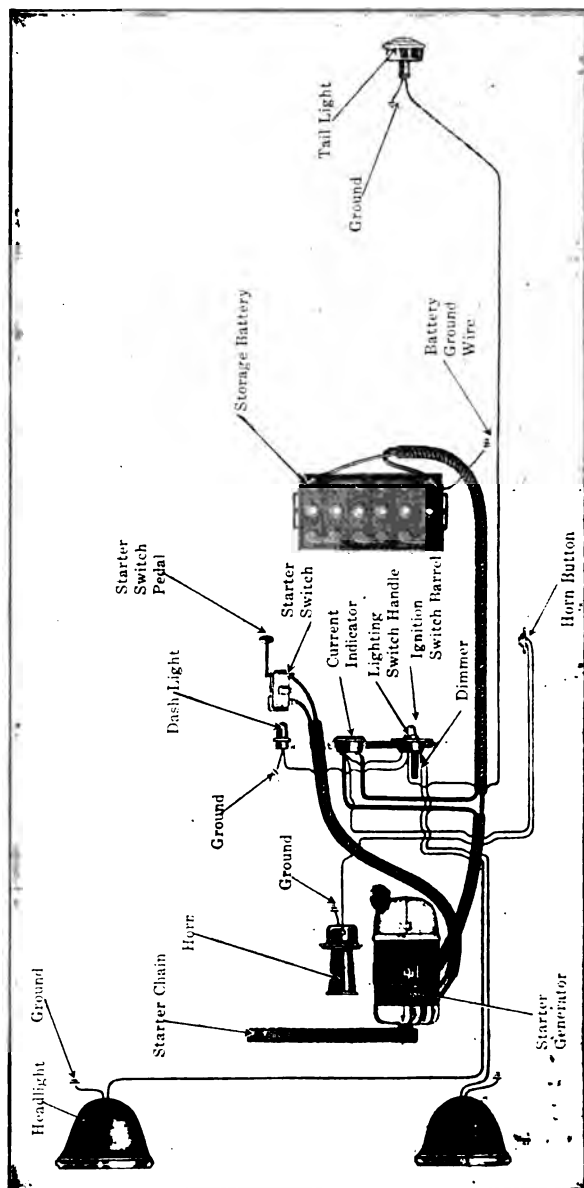 Headlight
Ground
Starter Chain
Horn
Ground
Ground
Dash Light
Starter
Switch
Pedal
Starter
Switch
Current
Indicator
Lighting
Switch Handle
Ignition
Switch Barrel
Dimmer
Storage Battery
Battery
Ground
Wire
Ground
Tail Light
Starter
Generator
Horn Button